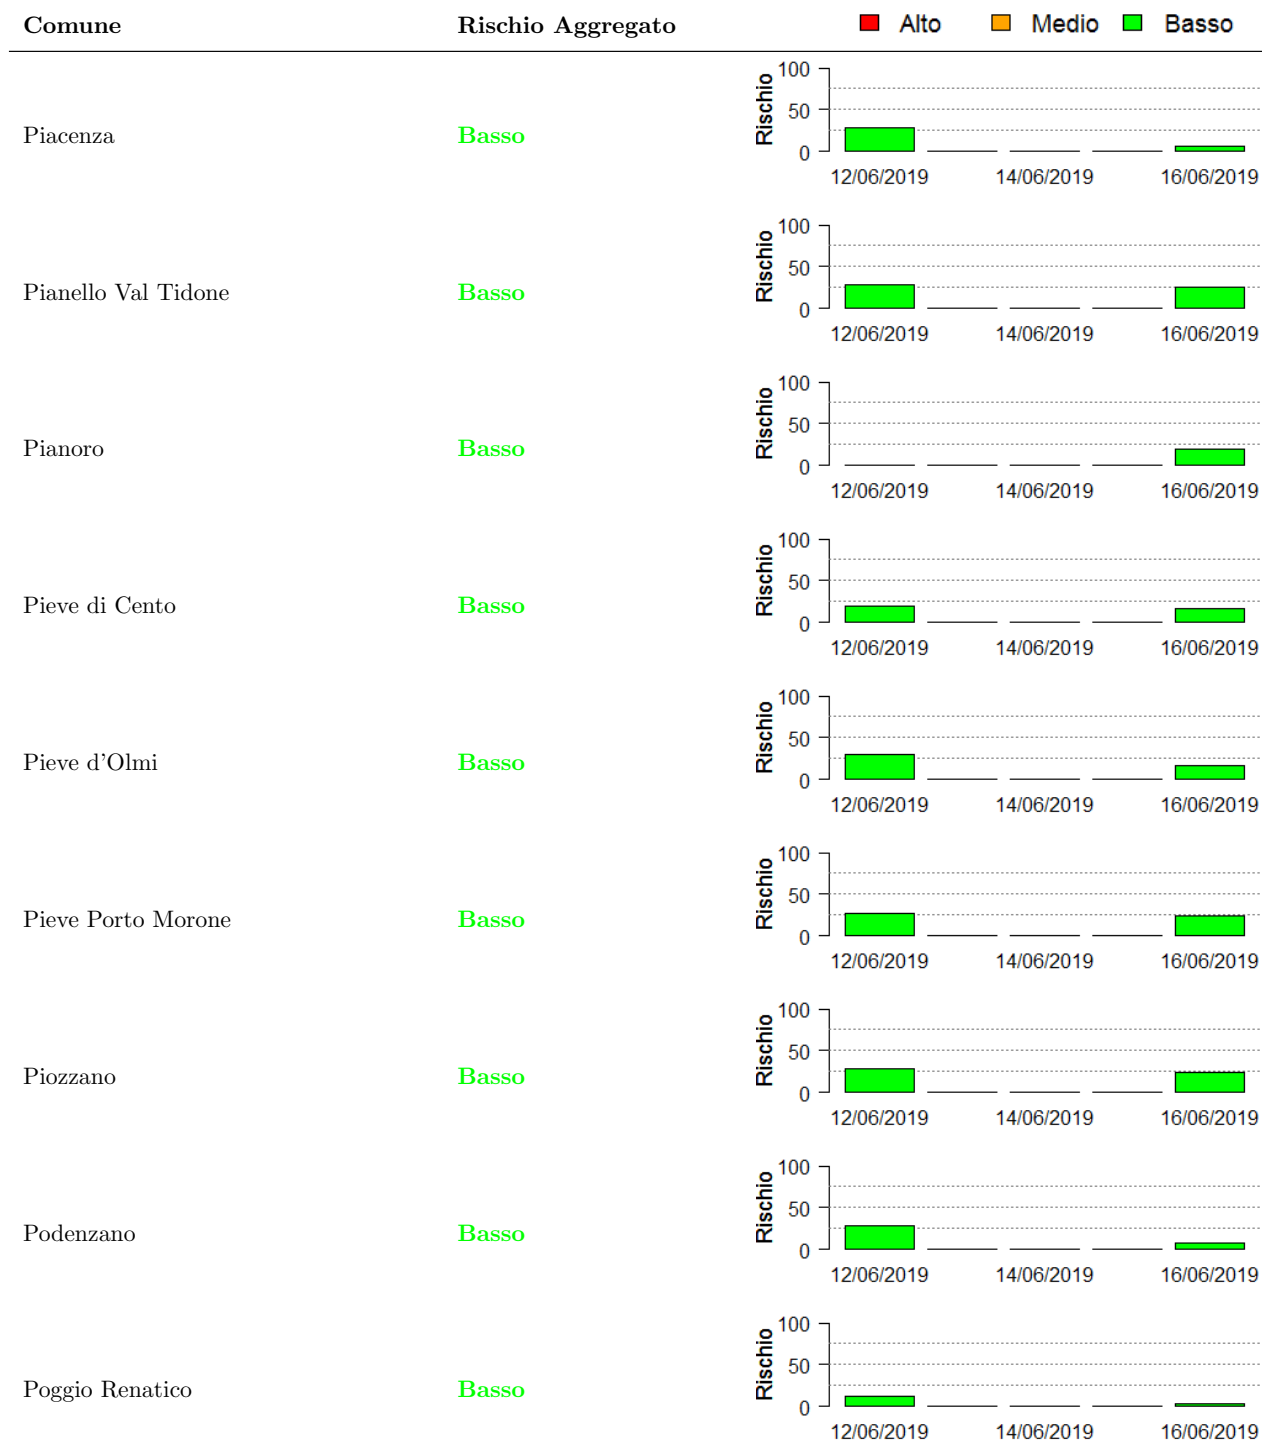 Comune Rischio Aggregato Alto Medio Basso
Piacenza Basso Rischio 100 50 0
12/06/2019 14/06/2019 16/06/2019
Pianello Val Tidone Basso Rischio 100 50 0
12/06/2019 14/06/2019 16/06/2019
Pianoro Basso Rischio 100 50 0
12/06/2019 14/06/2019 16/06/2019
Pieve di Cento Basso Rischio 100 50 0
12/06/2019 14/06/2019 16/06/2019
Pieve d'Olmi Basso Rischio 100 50 0
12/06/2019 14/06/2019 16/06/2019
Pieve Porto Morone Basso Rischio 100 50 0
12/06/2019 14/06/2019 16/06/2019
Piozzano Basso Rischio 100 50 0
12/06/2019 14/06/2019 16/06/2019
Podenzano Basso Rischio 100 50 0
12/06/2019 14/06/2019 16/06/2019
Poggio Renatico Basso Rischio 100 50 0
12/06/2019 14/06/2019 16/06/2019